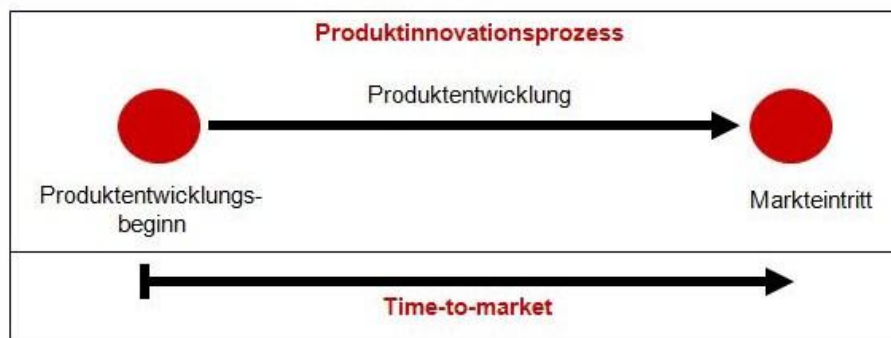 Produktinnovationsprozess
Produktentwicklung
Produktentwicklungs-
beginn
Markteintritt
Time-to-market